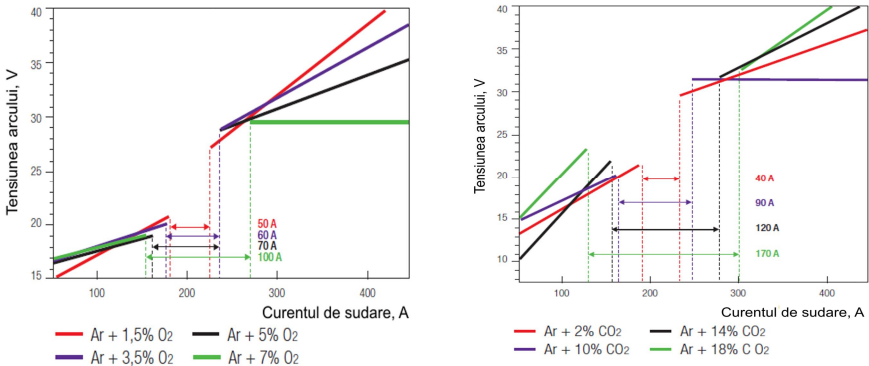 Tensiunea arcului, V
40
35
30
25
20
15
50 A
60 A
70 A
100 A
100
200
300
400
Curentul de sudare, A
Ar + 1,5% O2
Ar + 5% O2
Ar + 3,5% O2
Ar + 7% O2
Tensiunea arcului, V
40
35
30
25
20
15
10
40 A
90 A
120 A
170 A
100
200
300
400
Curentul de sudare, A
Ar + 2% CO2
Ar + 14% CO2
Ar + 10% CO2
Ar + 18% C O2